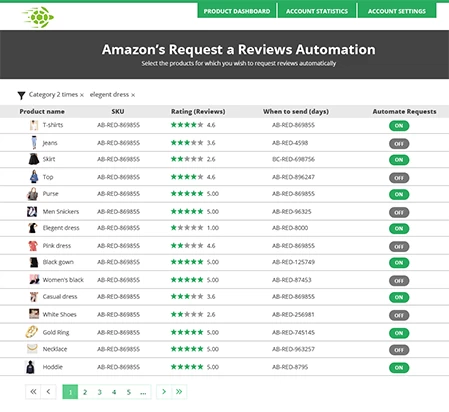 PRODUCT DASHBOARD ACCOUNT STATISTICS ACCOUNT SETTINGS
Amazon's Request a Reviews Automation
Select the products for which you wish to request reviews automatically
Category 2 times × elegent dress ×
Product name SKU Rating (Reviews) When to send (days) Automate Requests
T-shirts AB-RED-869855 4.6 AB-RED-869855 ON
Jeans AB-RED-869855 3.6 AB-RED-4598 OFF
Skirt AB-RED-869855 2.6 BC-RED-698756 ON
Top AB-RED-869855 4.6 AB-RED-896247 OFF
Purse AB-RED-869855 5.00 AB-RED-869855 ON
Men Snickers AB-RED-869855 5.00 AB-RED-96325 OFF
Elegent dress AB-RED-869855 1.00 AB-RED-8000 ON
Pink dress AB-RED-869855 4.6 AB-RED-869855 OFF
Black gown AB-RED-869855 5.00 AB-RED-125749 ON
Women's black AB-RED-869855 5.00 AB-RED-87453 OFF
Casual dress AB-RED-869855 3.6 AB-RED-869855 ON
White Shoes AB-RED-869855 2.6 AB-RED-256981 OFF
Gold Ring AB-RED-869855 5.00 AB-RED-745145 ON
Necklace AB-RED-869855 5.00 AB-RED-963257 OFF
Hoddle AB-RED-869855 5.00 AB-RED-8795 ON
« ‹ 1 2 3 4 5 ... › »